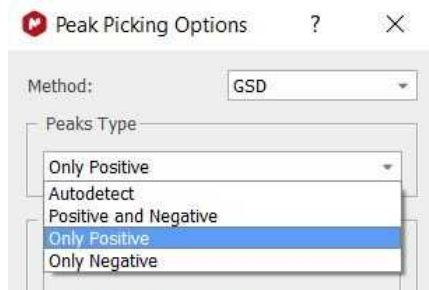 Peak Picking Options ? ×
Method: GSD
Peaks Type
Only Positive
Autodetect
Positive and Negative
Only Positive
Only Negative